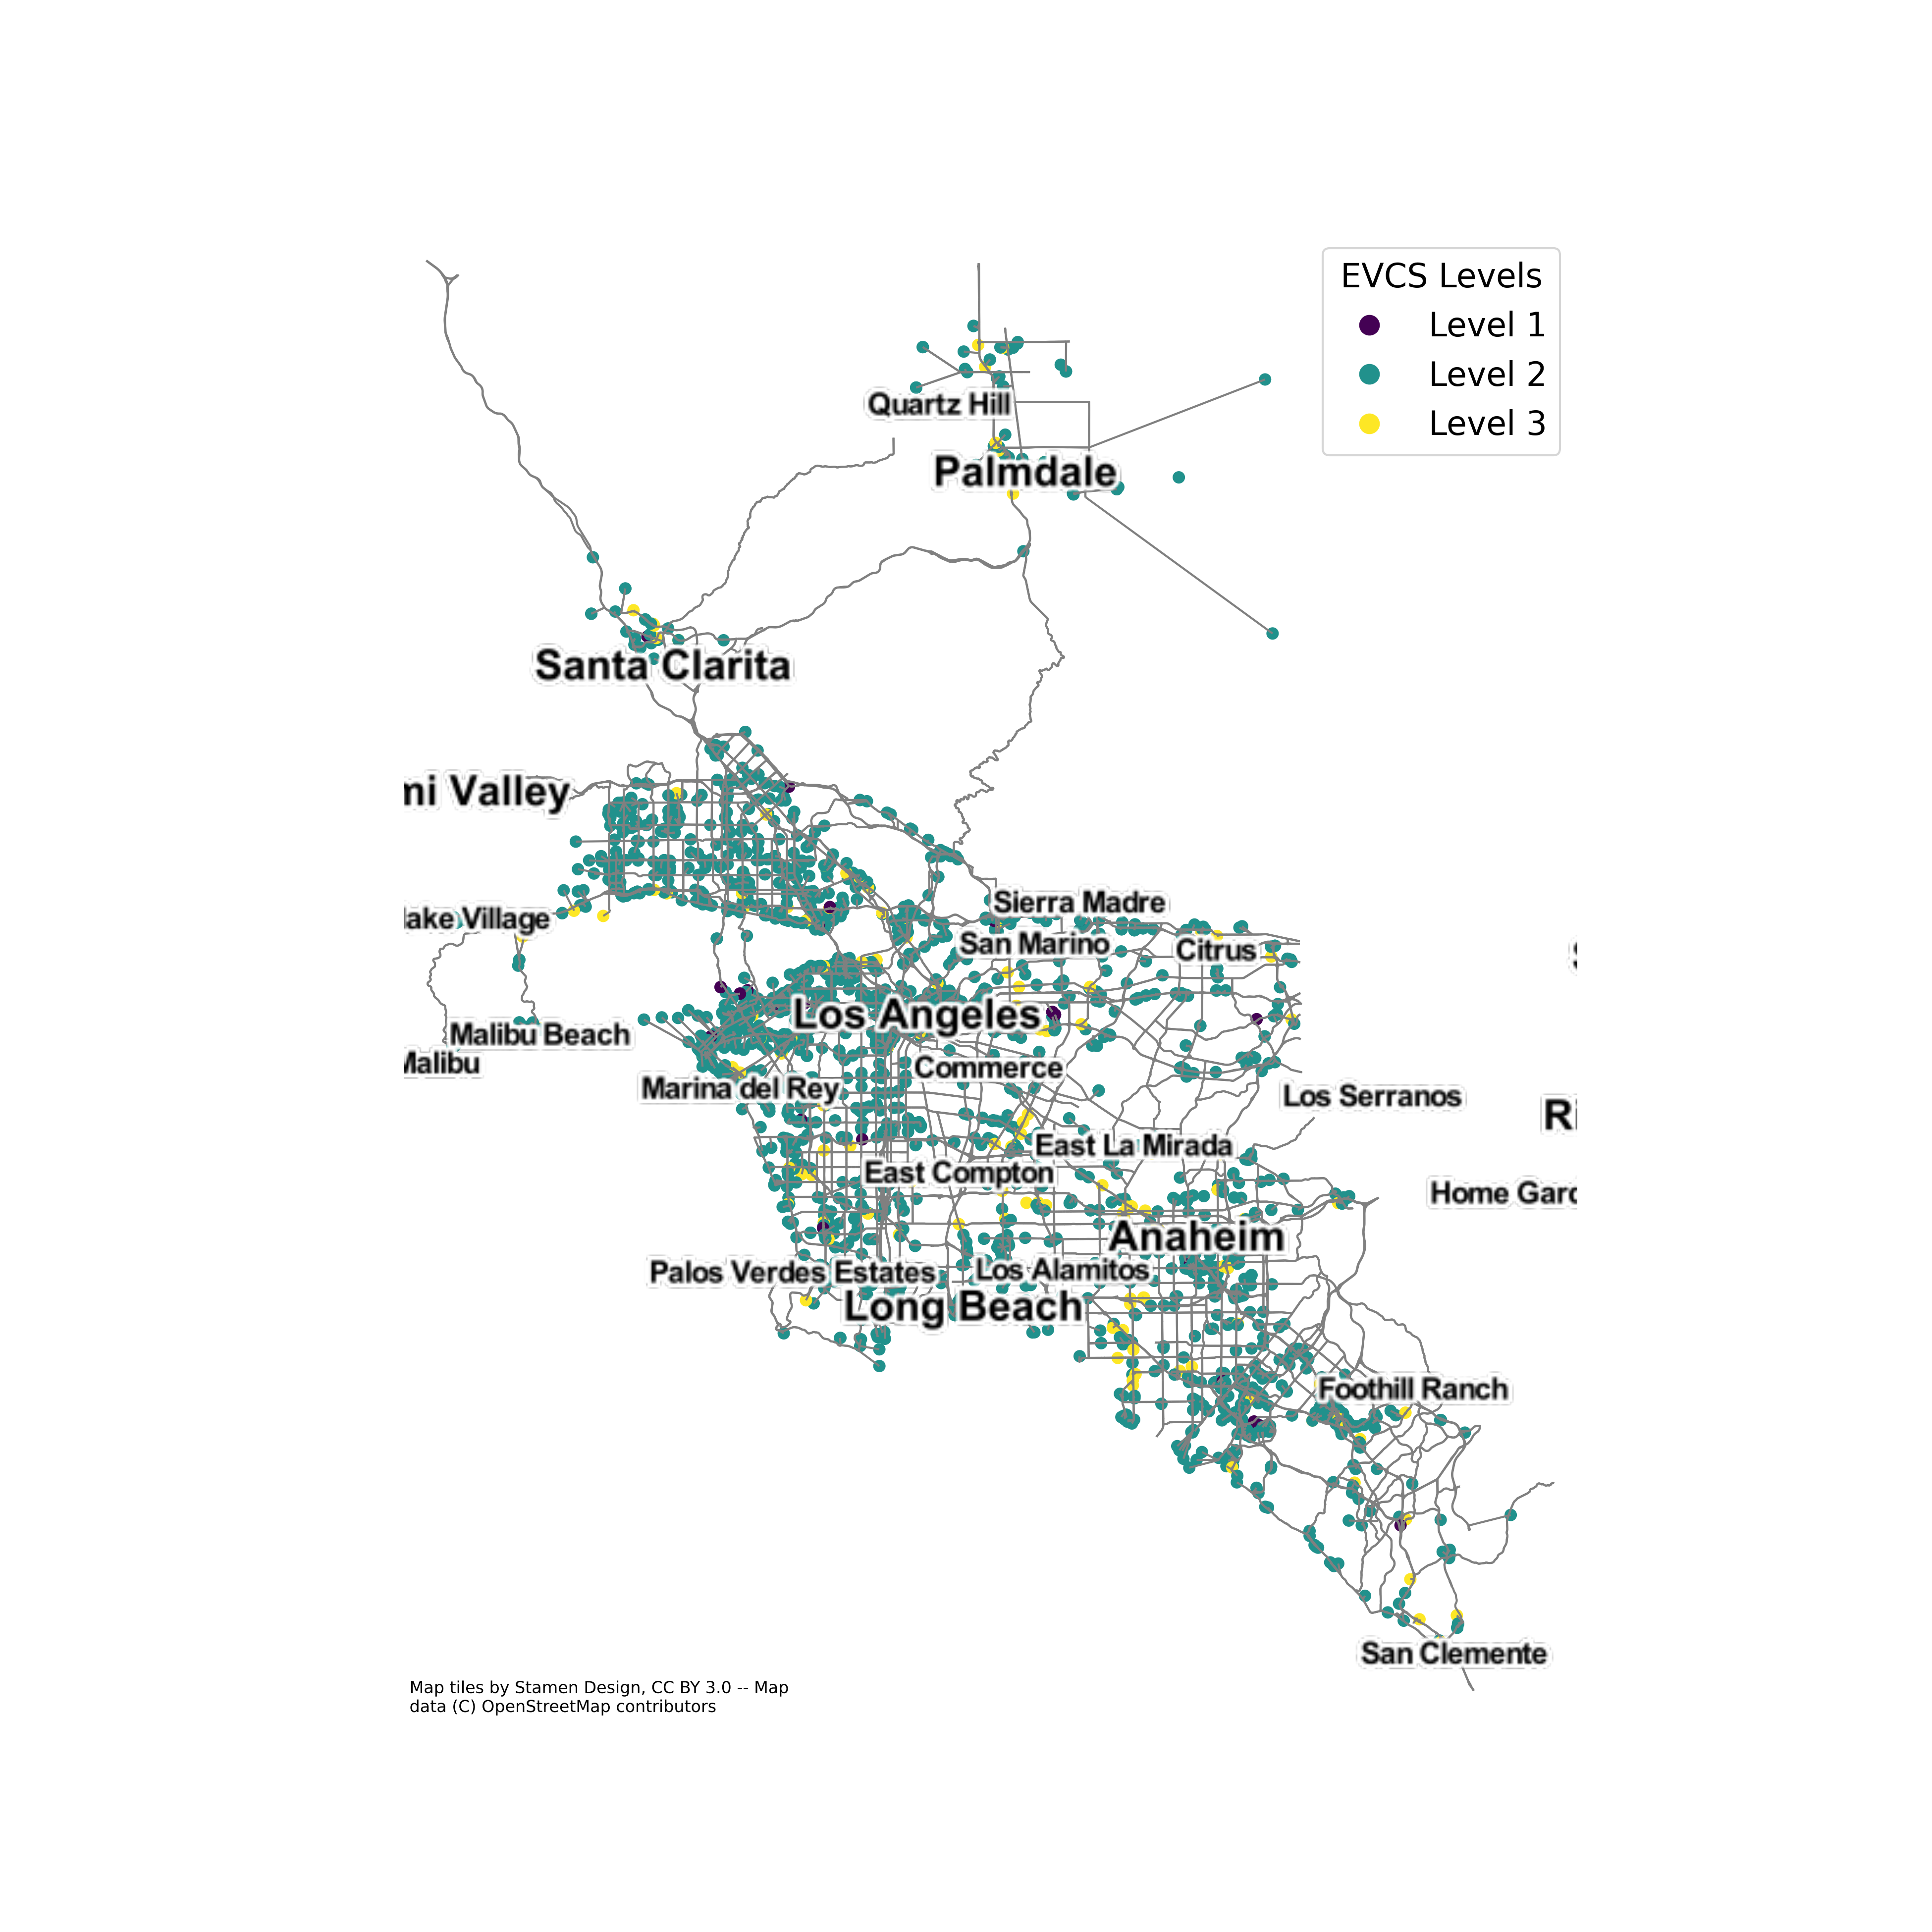 EVCS Levels
Level 1
Level 2
Level 3
Quartz Hill
Palmdale
Santa Clarita
mi Valley
Sierra Madre
lake Village
San Marino
Citrus
Los Angeles
Malibu Beach
Malibu
Commerce
Marina del Rey
Los Serranos
Ri
East La Mirada
East Compton
Home Gard
Anaheim
Palos Verdes Estates
Los Alamitos
Long Beach
Foothill Ranch
San Clemente
Map tiles by Stamen Design, CC BY 3.0 -- Map
data (C) OpenStreetMap contributors